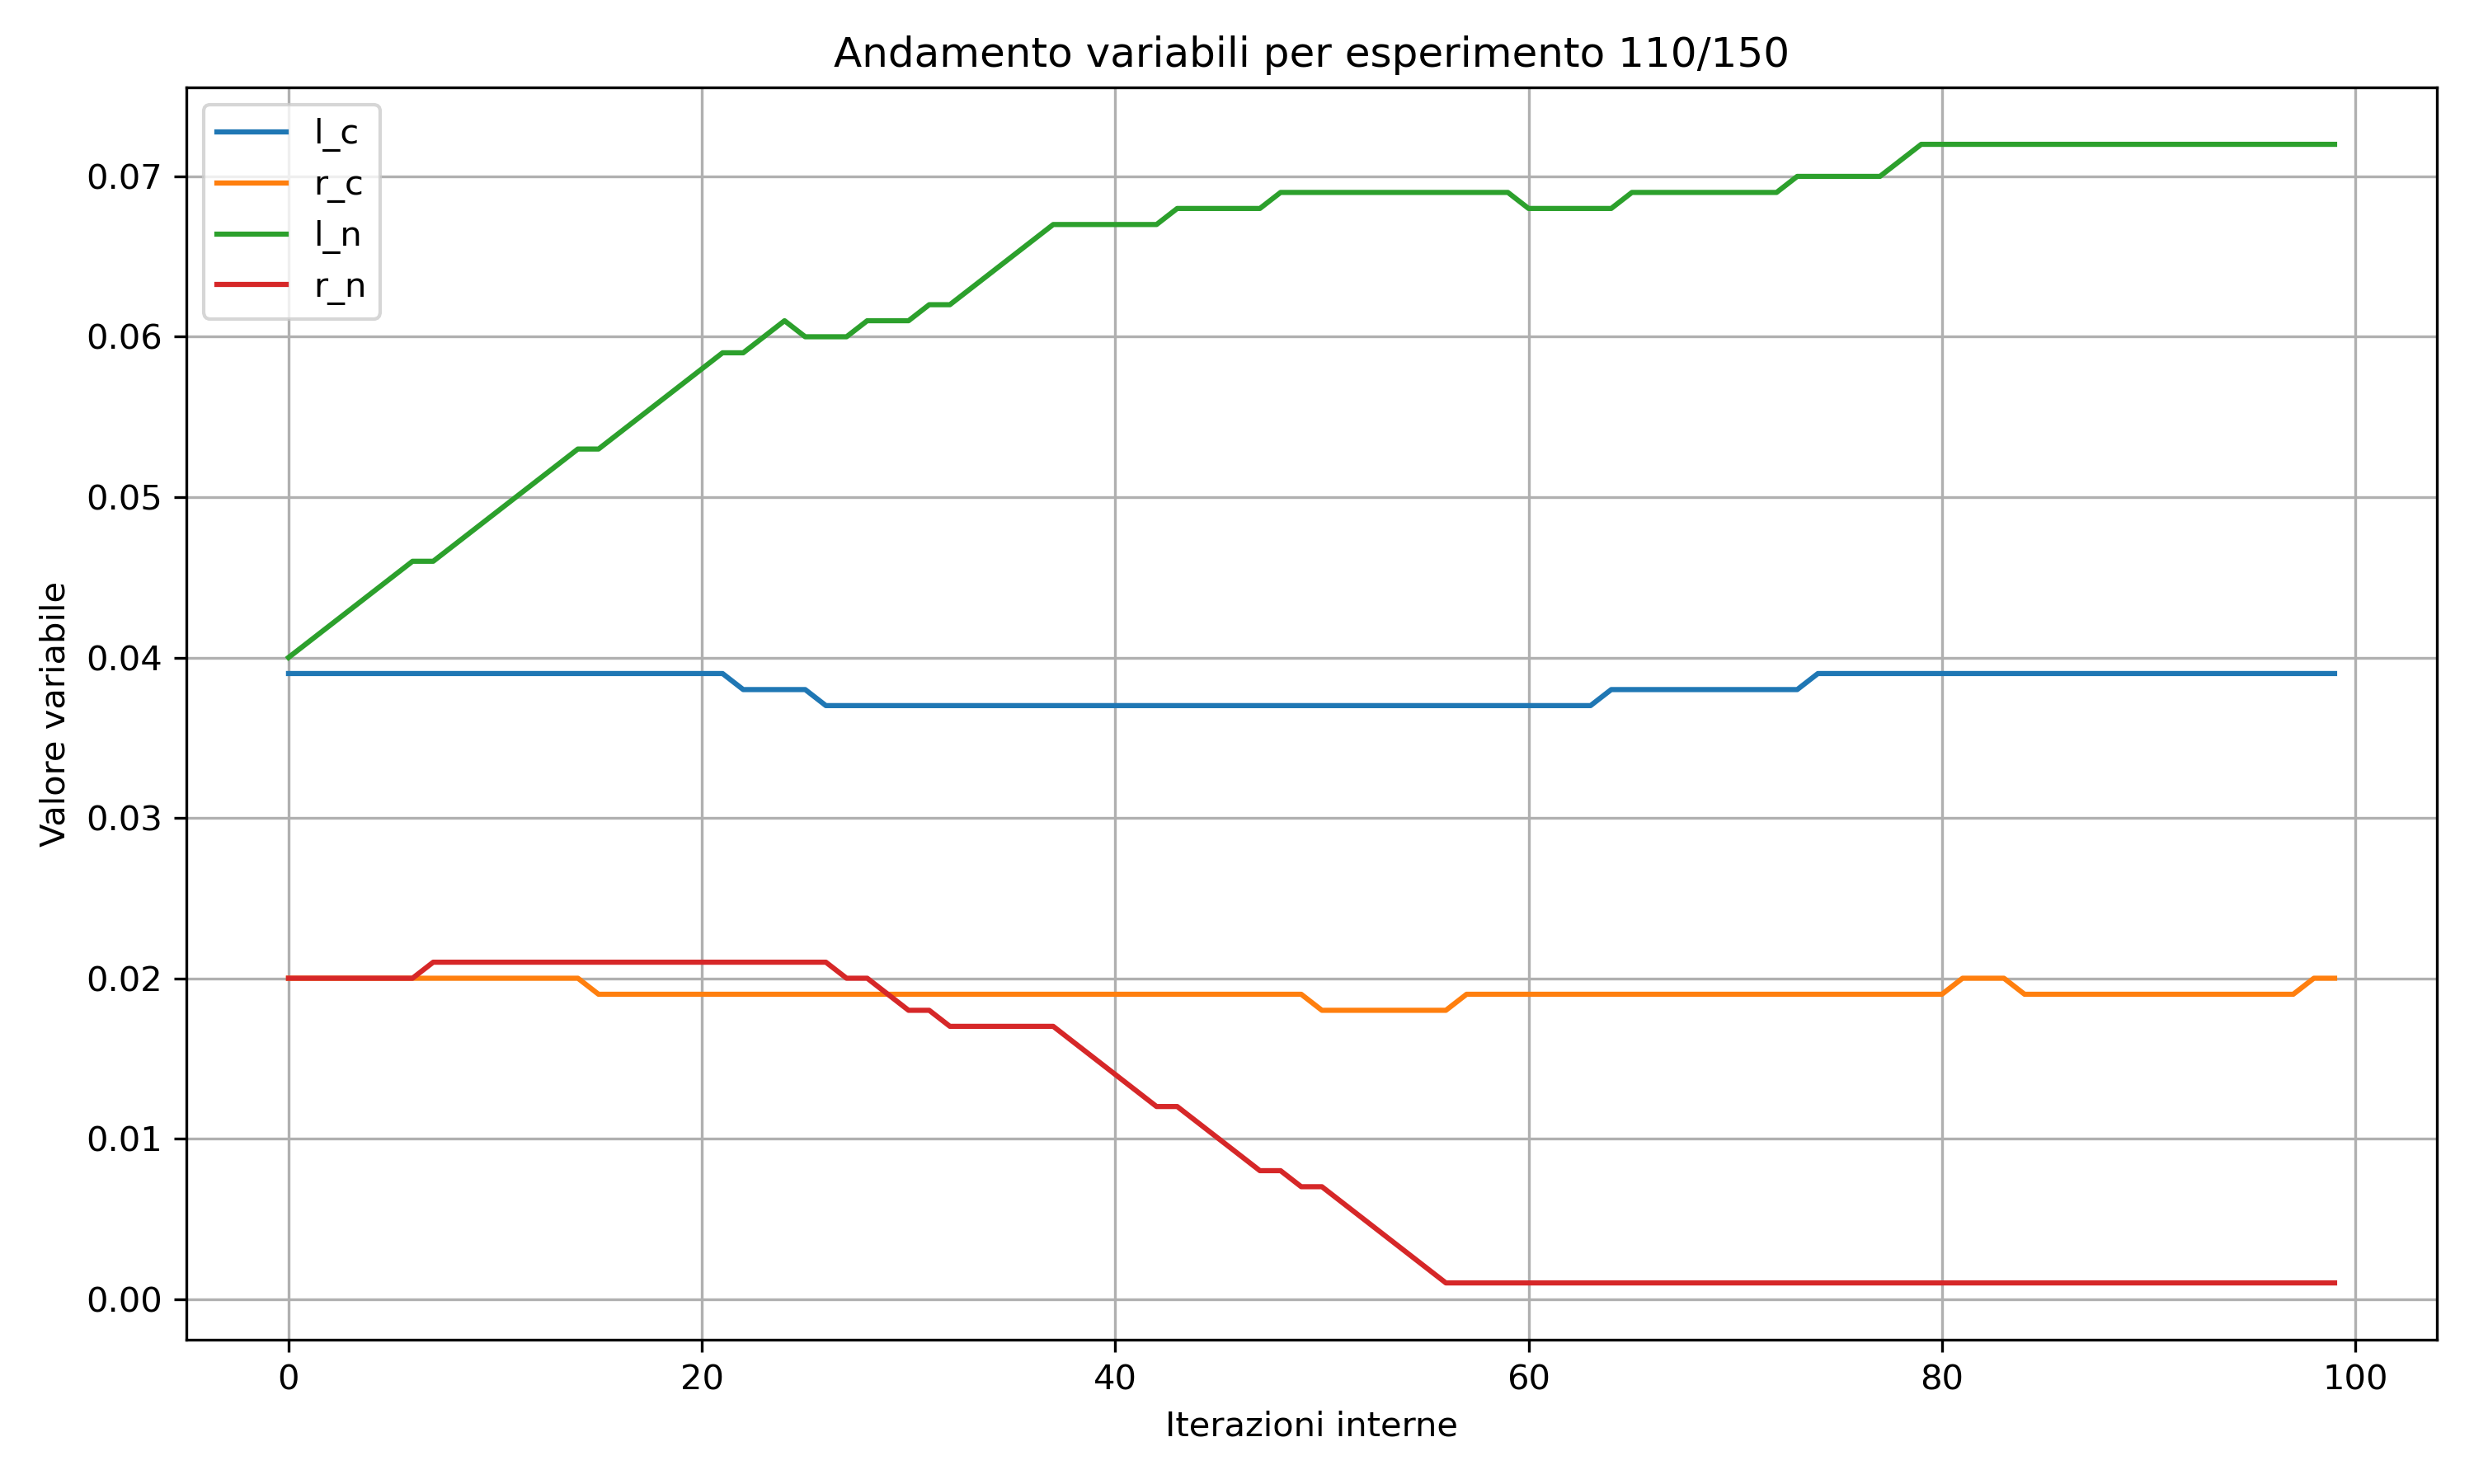 Andamento variabili per esperimento 110/150
l_c
r_c
l_n
r_n
Valore variabile
0.07
0.06
0.05
0.04
0.03
0.02
0.01
0.00
0 20 40 60 80 100
Iterazioni interne